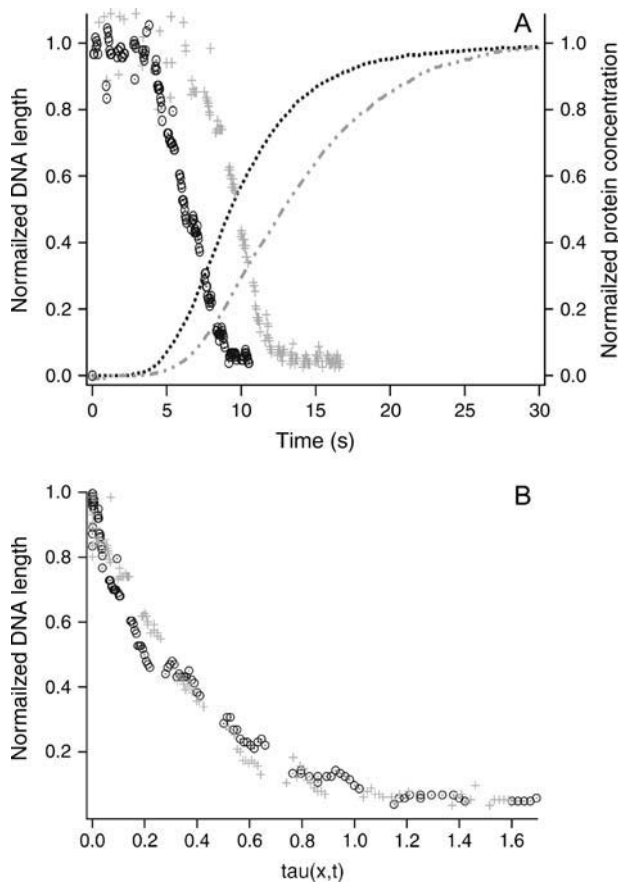 A
Normalized DNA length
1.0
0.8
0.6
0.4
0.2
0.0
1.0
0.8
0.6
0.4
0.2
0.0
Normailzed protein concentration
0 5 10 15 20 25 30
Time (s)
B
Normalized DNA length
1.0
0.8
0.6
0.4
0.2
0.0 0.2 0.4 0.6 0.8 1.0 1.2 1.4 1.6
tau(x,t)